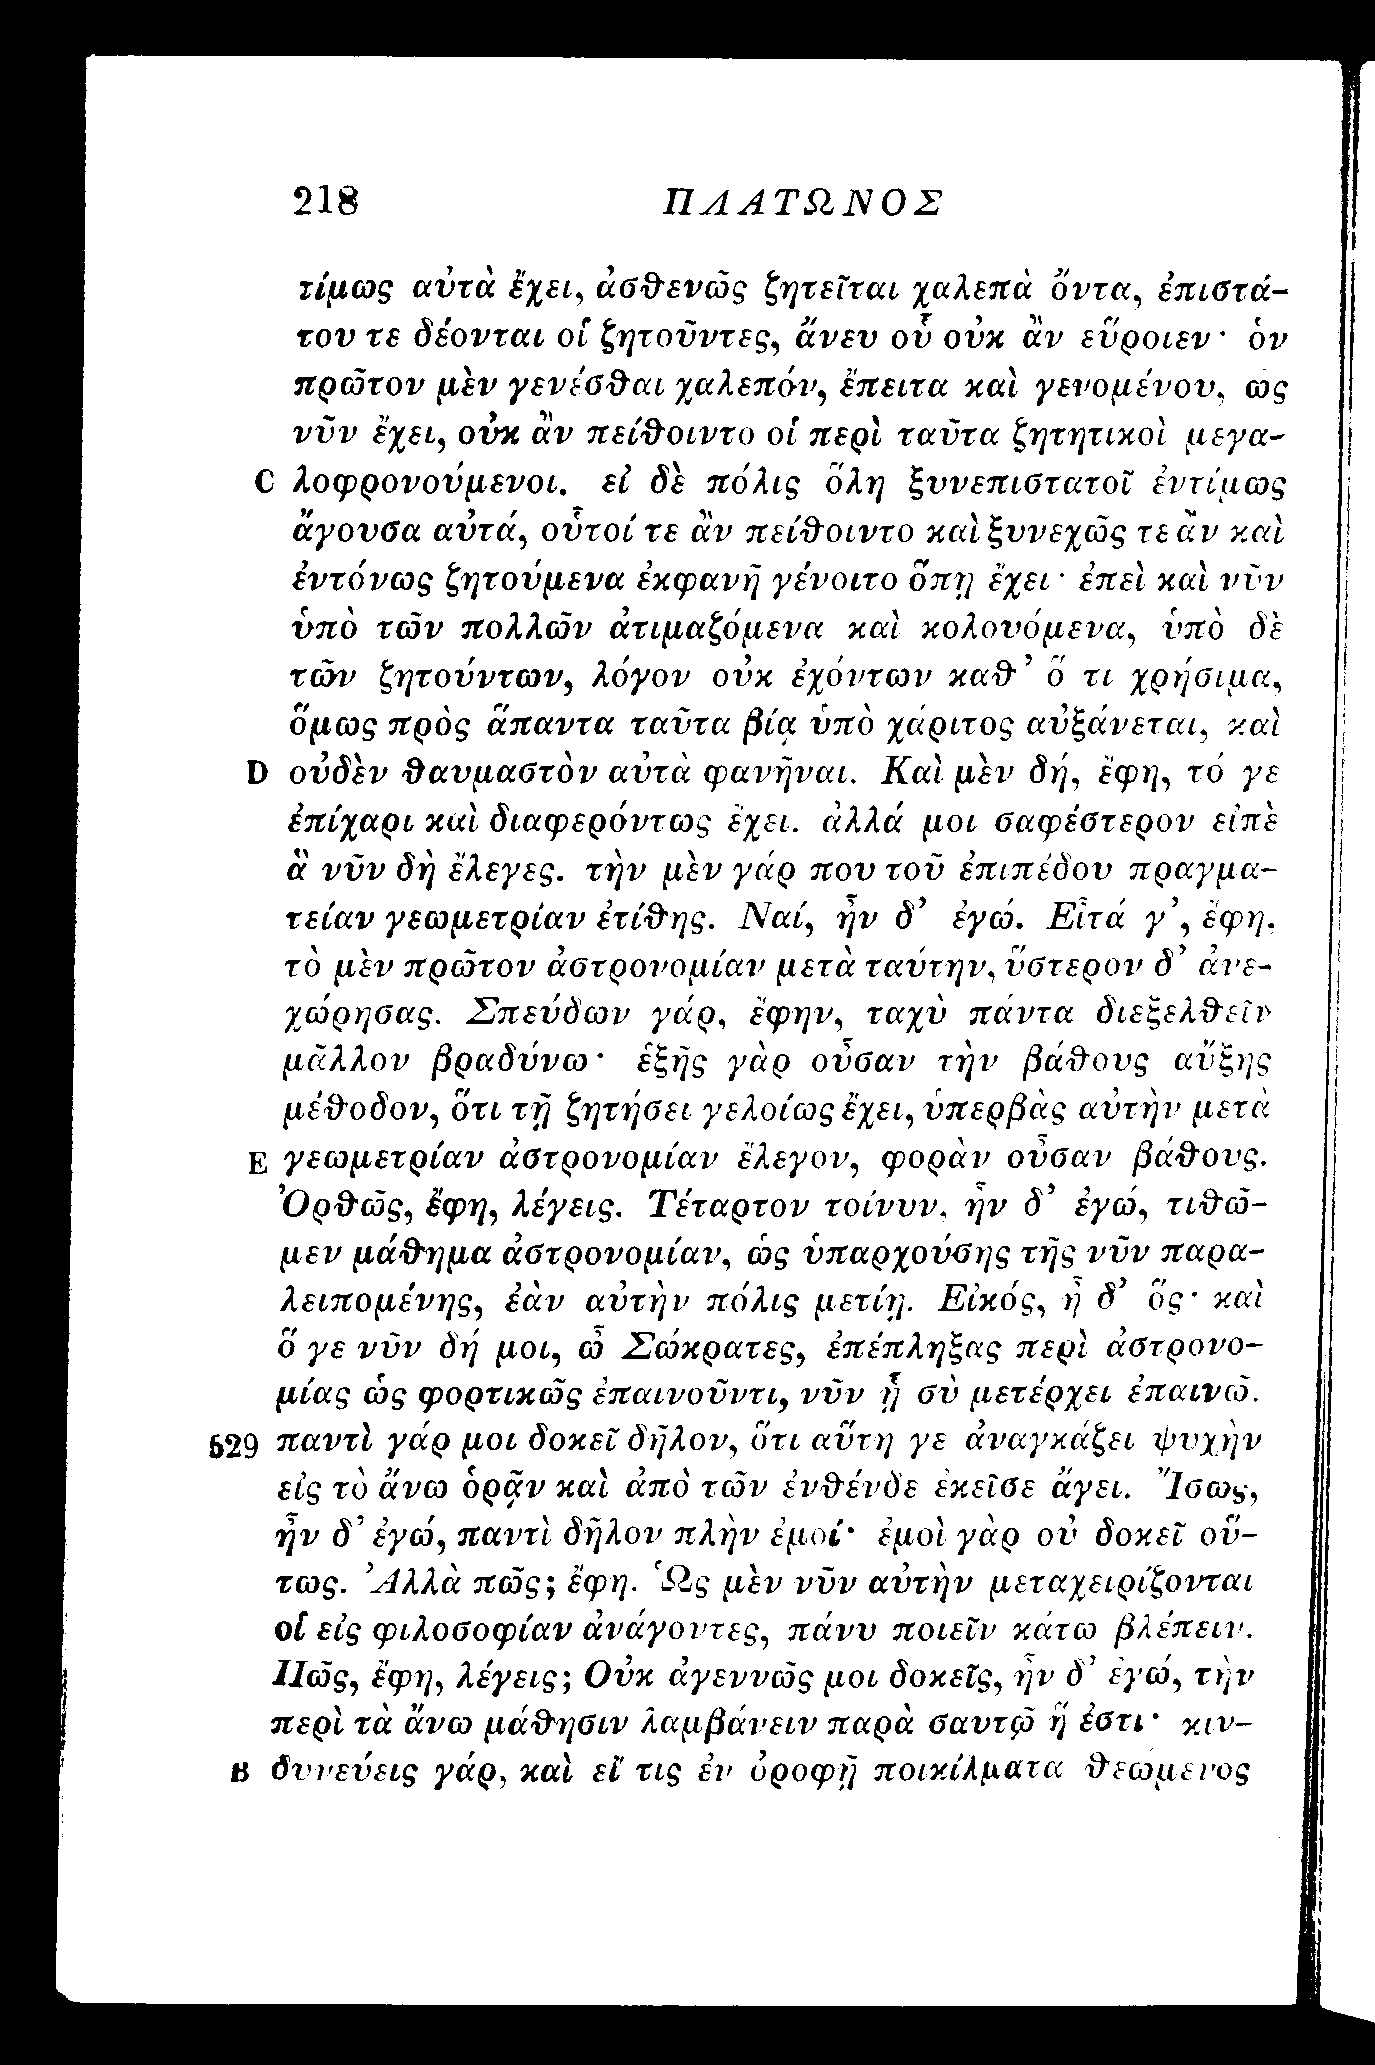 218 ΠΛΑΤΩΝΟΣ
τίμως αὐτὰ ἔχει, ἀσθενῶς ζητεῖται χαλεπὰ ὄντα, ἐπιστά-
του τε δέονται οἱ ζητοῦντες, ἄνευ οὗ οὐκ ἂν εὕροιεν· ὃν
πρῶτον μὲν γενέσθαι χαλεπόν, ἔπειτα καὶ γενομένου, ὡς
νῦν ἔχει, οὐκ ἂν πείθοιντο οἱ περὶ ταῦτα ζητητικοὶ μεγα-
C λοφρονούμενοι. εἰ δὲ πόλις ὅλη ξυνεπιστατοῖ ἐντίμως
ἄγουσα αὐτά, οὗτοί τε ἂν πείθοιντο καὶ ξυνεχῶς τε ἂν καὶ
ἐντόνως ζητούμενα ἐκφανῆ γένοιτο ὅπῃ ἔχει· ἐπεὶ καὶ νῦν
ὑπὸ τῶν πολλῶν ἀτιμαζόμενα καὶ κολουόμενα, ὑπὸ δὲ
τῶν ζητούντων, λόγον οὐκ ἐχόντων καθ’ ὅ τι χρήσιμα,
ὅμως πρὸς ἅπαντα ταῦτα βίᾳ ὑπὸ χάριτος αὐξάνεται, καὶ
D οὐδὲν θαυμαστὸν αὐτὰ φανῆναι. Καὶ μὲν δή, ἔφη, τό γε
ἐπίχαρι καὶ διαφερόντως ἔχει. ἀλλά μοι σαφέστερον εἰπὲ
ἃ νῦν δὴ ἔλεγες. τὴν μὲν γάρ που τοῦ ἐπιπέδου πραγμα-
τείαν γεωμετρίαν ἐτίθης. Ναί, ἦν δ’ ἐγώ. Εἶτά γ’, ἔφη,
τὸ μὲν πρῶτον ἀστρονομίαν μετὰ ταύτην, ὕστερον δ’ ἀνε-
χώρησας. Σπεύδων γάρ, ἔφην, ταχὺ πάντα διεξελθεῖν
μᾶλλον βραδύνω· ἑξῆς γὰρ οὖσαν τὴν βάθους αὔξης
μέθοδον, ὅτι τῇ ζητήσει γελοίως ἔχει, ὑπερβὰς αὐτὴν μετὰ
E γεωμετρίαν ἀστρονομίαν ἔλεγον, φορὰν οὖσαν βάθους.
Ὀρθῶς, ἔφη, λέγεις. Τέταρτον τοίνυν, ἦν δ’ ἐγώ, τιθῶ-
μεν μάθημα ἀστρονομίαν, ὡς ὑπαρχούσης τῆς νῦν παρα-
λειπομένης, ἐὰν αὐτὴν πόλις μετίῃ. Εἰκός, ἦ δ’ ὅς· καὶ
ὅ γε νῦν δή μοι, ὦ Σώκρατες, ἐπέπληξας περὶ ἀστρονο-
μίας ὡς φορτικῶς ἐπαινοῦντι, νῦν ᾗ σὺ μετέρχει ἐπαινῶ.
529 παντὶ γάρ μοι δοκεῖ δῆλον, ὅτι αὕτη γε ἀναγκάζει ψυχὴν
εἰς τὸ ἄνω ὁρᾷν καὶ ἀπὸ τῶν ἐνθένδε ἐκεῖσε ἄγει. Ἴσως,
ἦν δ’ ἐγώ, παντὶ δῆλον πλὴν ἐμοί· ἐμοὶ γὰρ οὐ δοκεῖ οὕ-
τως. Ἀλλὰ πῶς; ἔφη. Ὡς μὲν νῦν αὐτὴν μεταχειρίζονται
οἱ εἰς φιλοσοφίαν ἀνάγοντες, πάνυ ποιεῖν κάτω βλέπειν.
Πῶς, ἔφη, λέγεις; Οὐκ ἀγεννῶς μοι δοκεῖς, ἦν δ’ ἐγώ, τὴν
περὶ τὰ ἄνω μάθησιν λαμβάνειν παρὰ σαυτῷ ἥ ἐστι· κιν-
B δυνεύεις γάρ, καὶ εἴ τις ἐν ὀροφῇ ποικίλματα θεώμενος